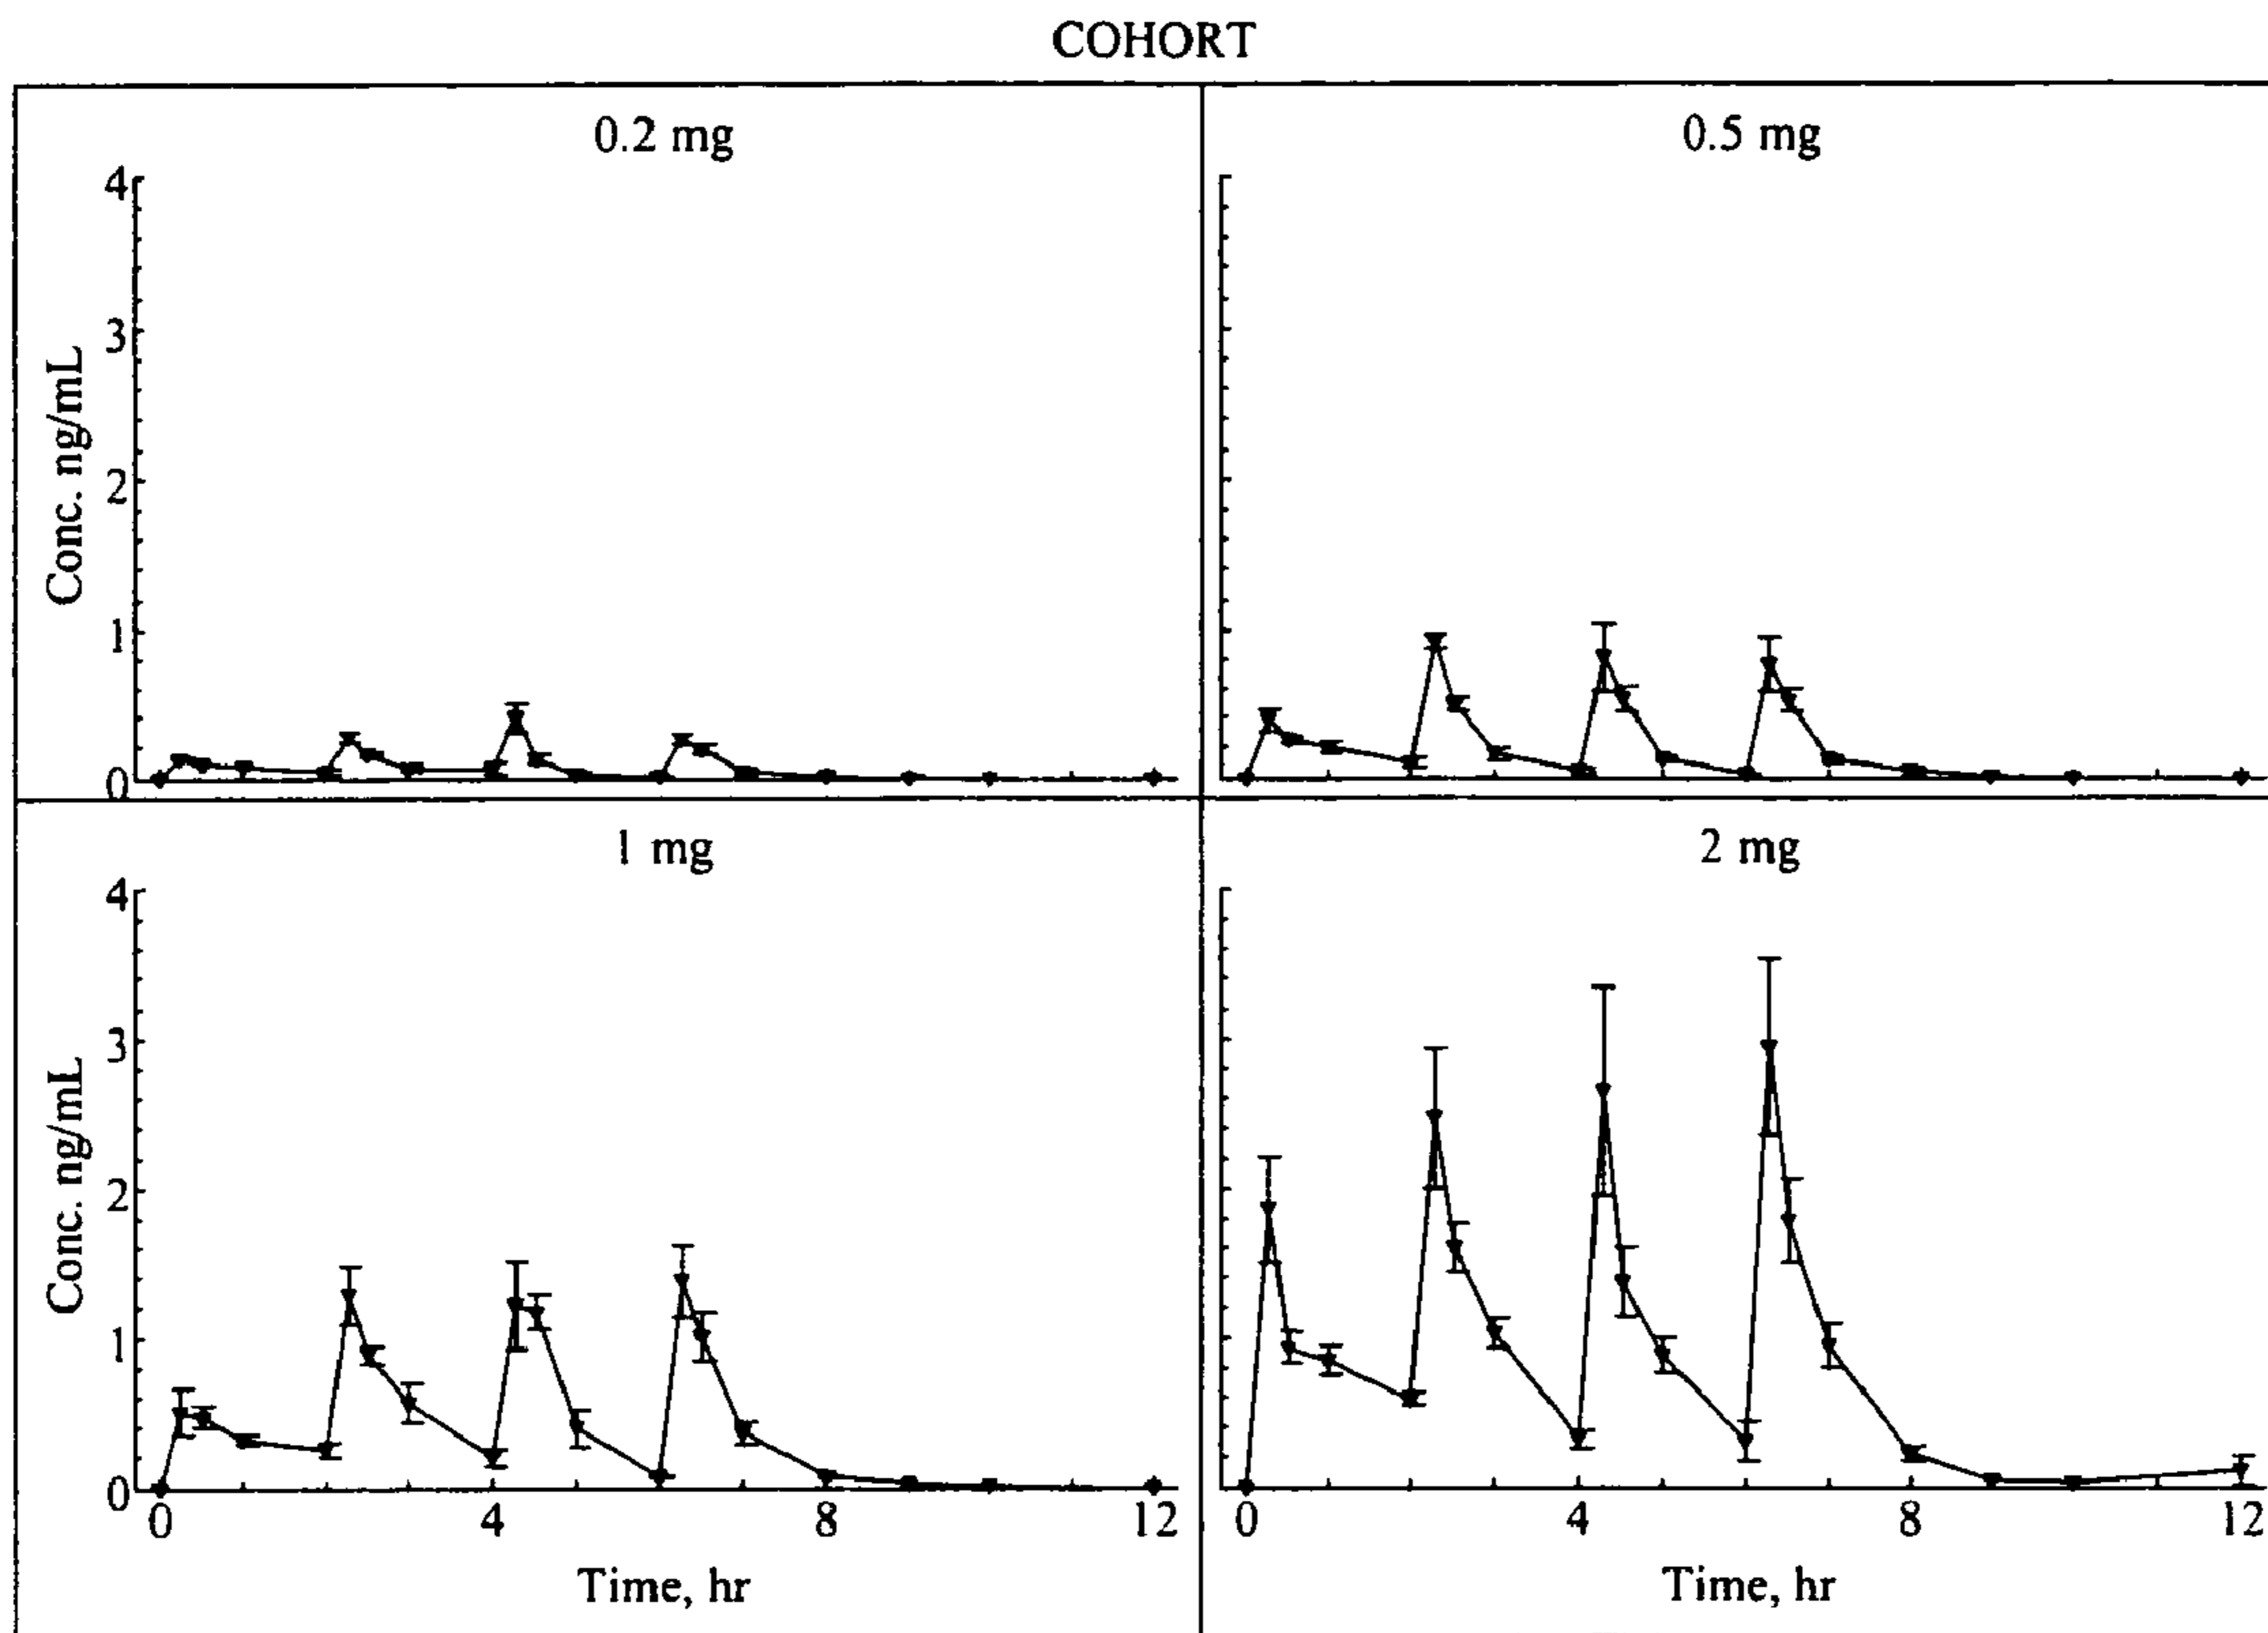 COHORT
0.2 mg
0.5 mg
4
3
2
1
0
Conc. ng/mL
1 mg
2 mg
4
3
2
1
0
Conc. ng/mL
0 4 8 12
0 4 8 12
Time, hr
Time, hr